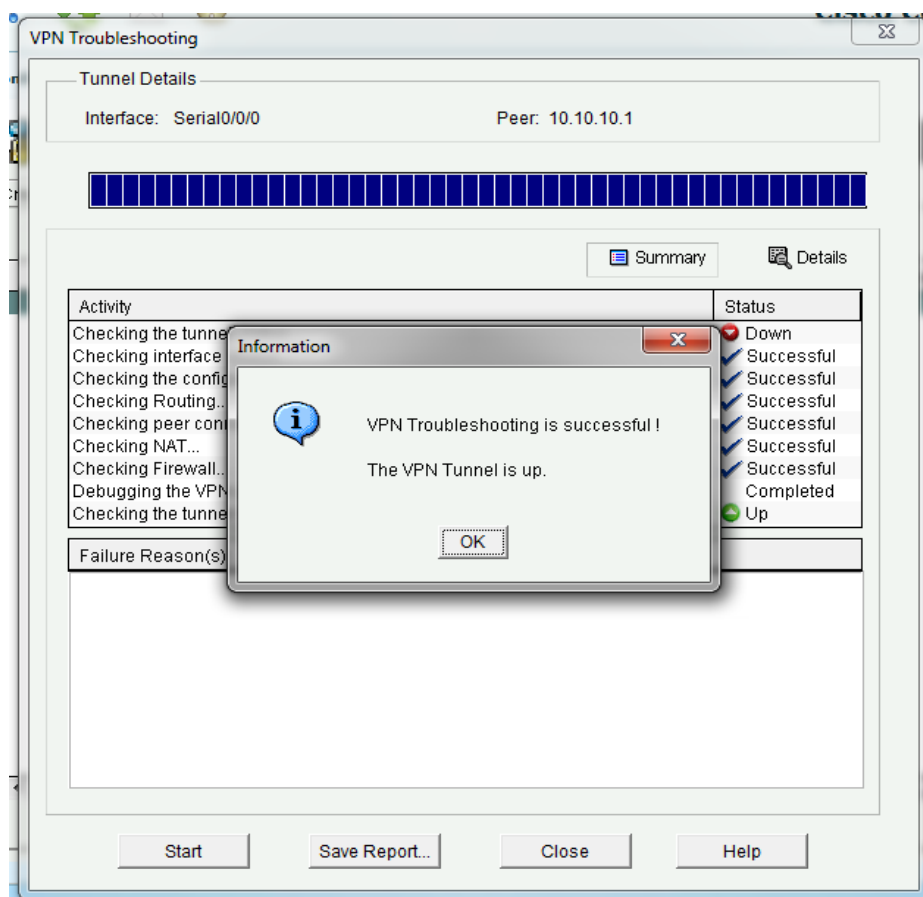 VPN Troubleshooting
Tunnel Details
Interface: Serial0/0/0 Peer: 10.10.10.1
Summary Details
Activity Status
Checking the tunne Down
Checking interface Successful
Checking the config Successful
Checking Routing.. Successful
Checking peer con Successful
Checking NAT... Successful
Checking Firewall.. Successful
Debugging the VPN Completed
Checking the tunne Up
Information
VPN Troubleshooting is successful !
The VPN Tunnel is up.
OK
Failure Reason(s)
Start Save Report... Close Help